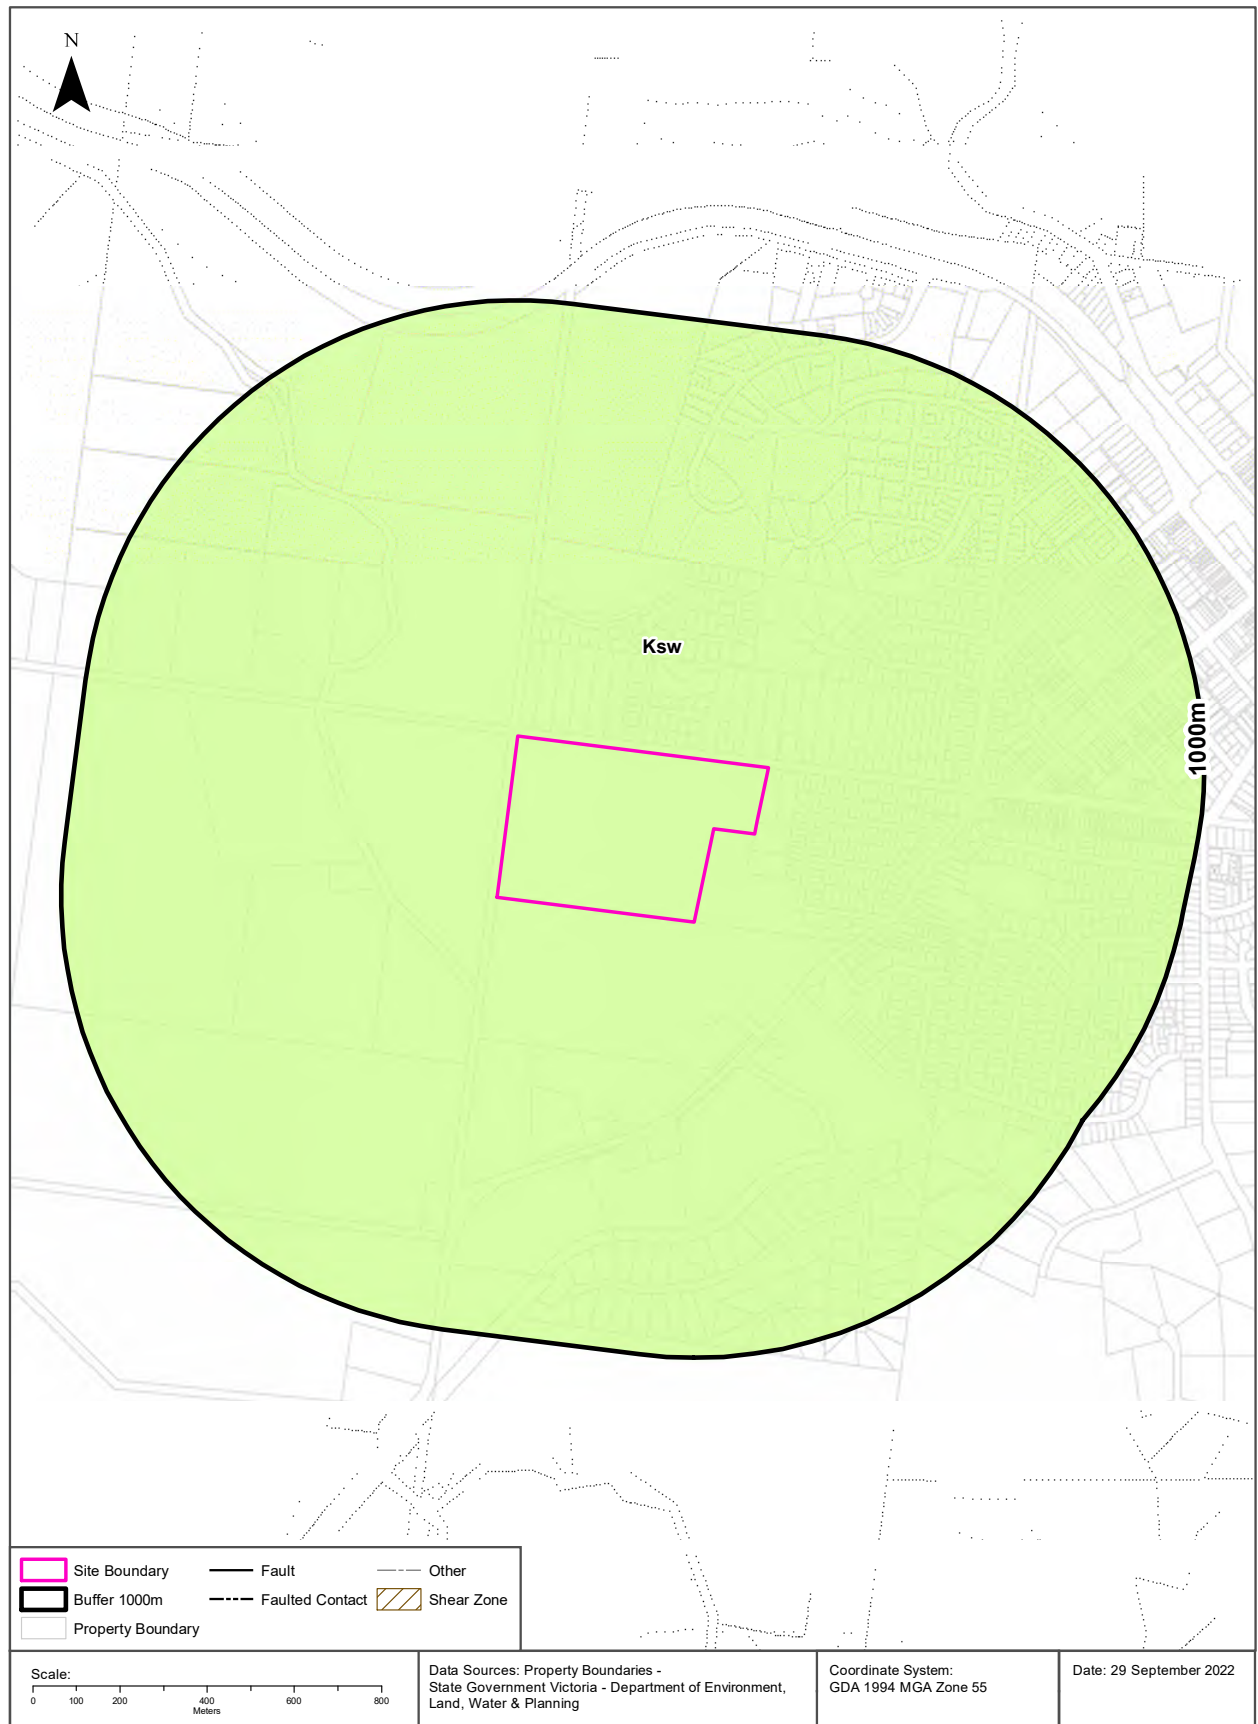 N
Ksw
1000m
Site Boundary
Fault
Other
Buffer 1000m
Faulted Contact
Shear Zone
Property Boundary
Scale:
0 100 200 400 600 800
Meters
Data Sources: Property Boundaries -
State Government Victoria - Department of Environment,
Land, Water & Planning
Coordinate System:
GDA 1994 MGA Zone 55
Date: 29 September 2022